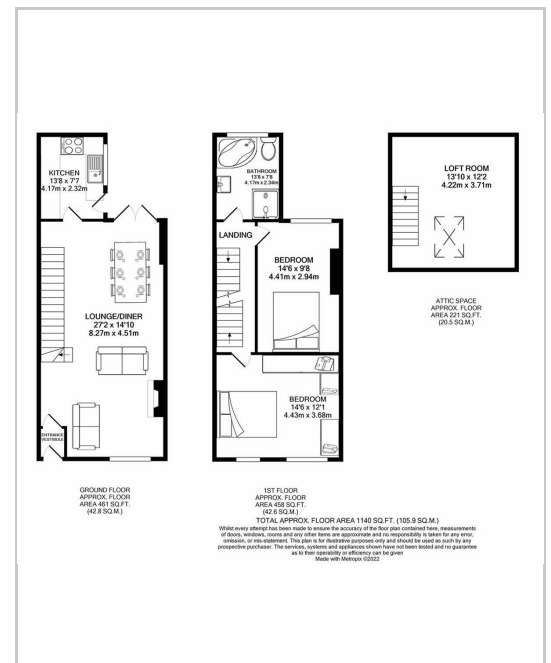 KITCHEN
13'8 x 7'7
4.17m x 2.32m
LOUNGE/DINER
27'2 x 14'10
8.27m x 4.51m
ENTRANCE
VESTIBULE
GROUND FLOOR
APPROX. FLOOR
AREA 461 SQ.FT.
(42.8 SQ.M.)
BATHROOM
13'8 x 7'8
4.17m x 2.34m
LANDING
BEDROOM
14'6 x 9'8
4.41m x 2.94m
BEDROOM
14'6 x 12'1
4.43m x 3.68m
1ST FLOOR
APPROX. FLOOR
AREA 458 SQ.FT.
(42.6 SQ.M.)
LOFT ROOM
13'10 x 12'2
4.22m x 3.71m
ATTIC SPACE
APPROX. FLOOR
AREA 221 SQ.FT.
(20.5 SQ.M.)
TOTAL APPROX. FLOOR AREA 1140 SQ.FT. (105.9 SQ.M.)
Whilst every attempt has been made to ensure the accuracy of the floor plan contained here, measurements
of doors, windows, rooms and any other items are approximate and no responsibility is taken for any error,
omission, or mis-statement. This plan is for illustrative purposes only and should be used as such by any
prospective purchaser. The services, systems and appliances shown have not been tested and no guarantee
as to their operability or efficiency can be given
Made with Metropix ©2022